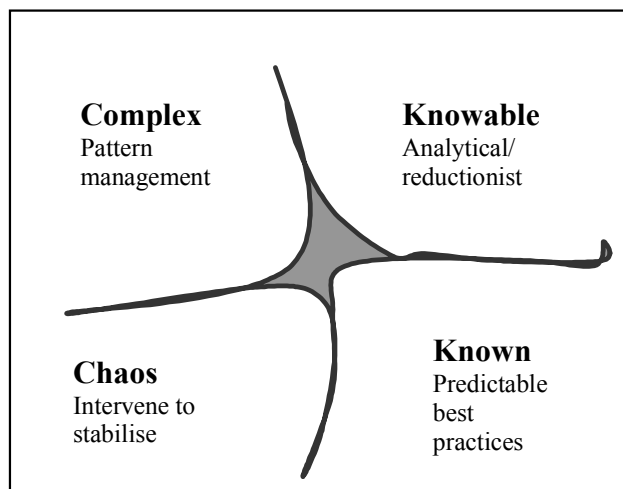 Complex
Pattern
management
Knowable
Analytical/
reductionist
Chaos
Intervene to
stabilise
Known
Predictable
best
practices